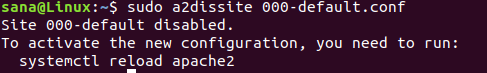 sana@Linux:~$ sudo a2dissite 000-default.conf
Site 000-default disabled.
To activate the new configuration, you need to run:
  systemctl reload apache2